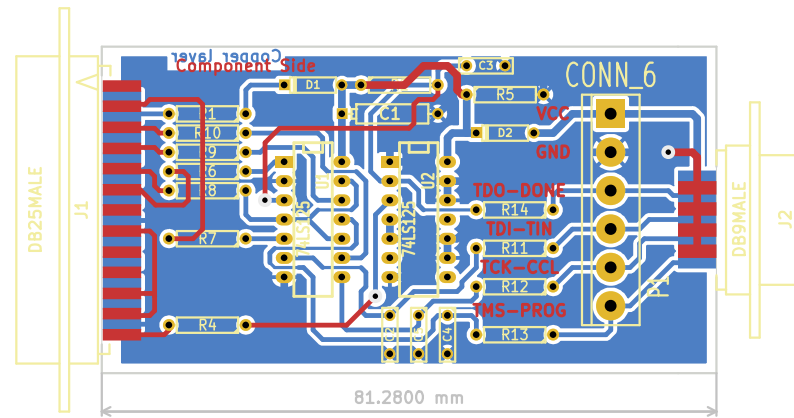 Copper layer
Component Side
CONN_6
C3
D1
R5
1
C1
VCC
R10
D2
R9
GND
R6
U1
U2
R8
TDO-DONE
DB25MALE
J1
R14
DB9MALE
J2
74LS125
74LS125
TDI-TIN
R7
R11
TCK-CCL
R12
P1
TMS-PROG
R4
C2
C4
R13
81.2800 mm